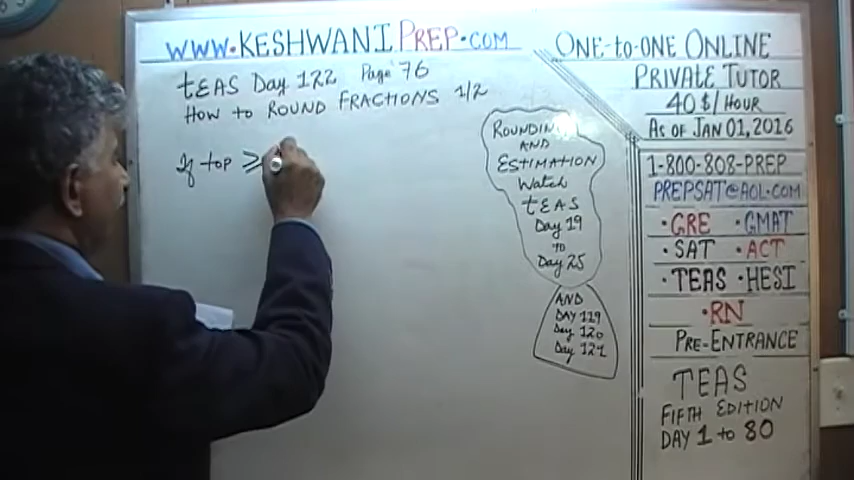 WWW.KESHWANIPREP.COM
TEAS Day 122 Page 76
HOW to ROUND FRACTIONS 1/2
If top ≥
ROUNDING
AND
ESTIMATION
Watch
TEAS
Day 19
TO
Day 25
AND
DAY 119
Day 120
Day 121
ONE-to-ONE ONLINE
PRIVATE TUTOR
40 $/HOUR
AS OF JAN 01, 2016
1-800-808-PREP
PREPSAT@AOL.COM
• GRE • GMAT
• SAT • ACT
• TEAS • HESI
• RN
PRE-ENTRANCE
TEAS
FIFTH EDITION
DAY 1 to 80